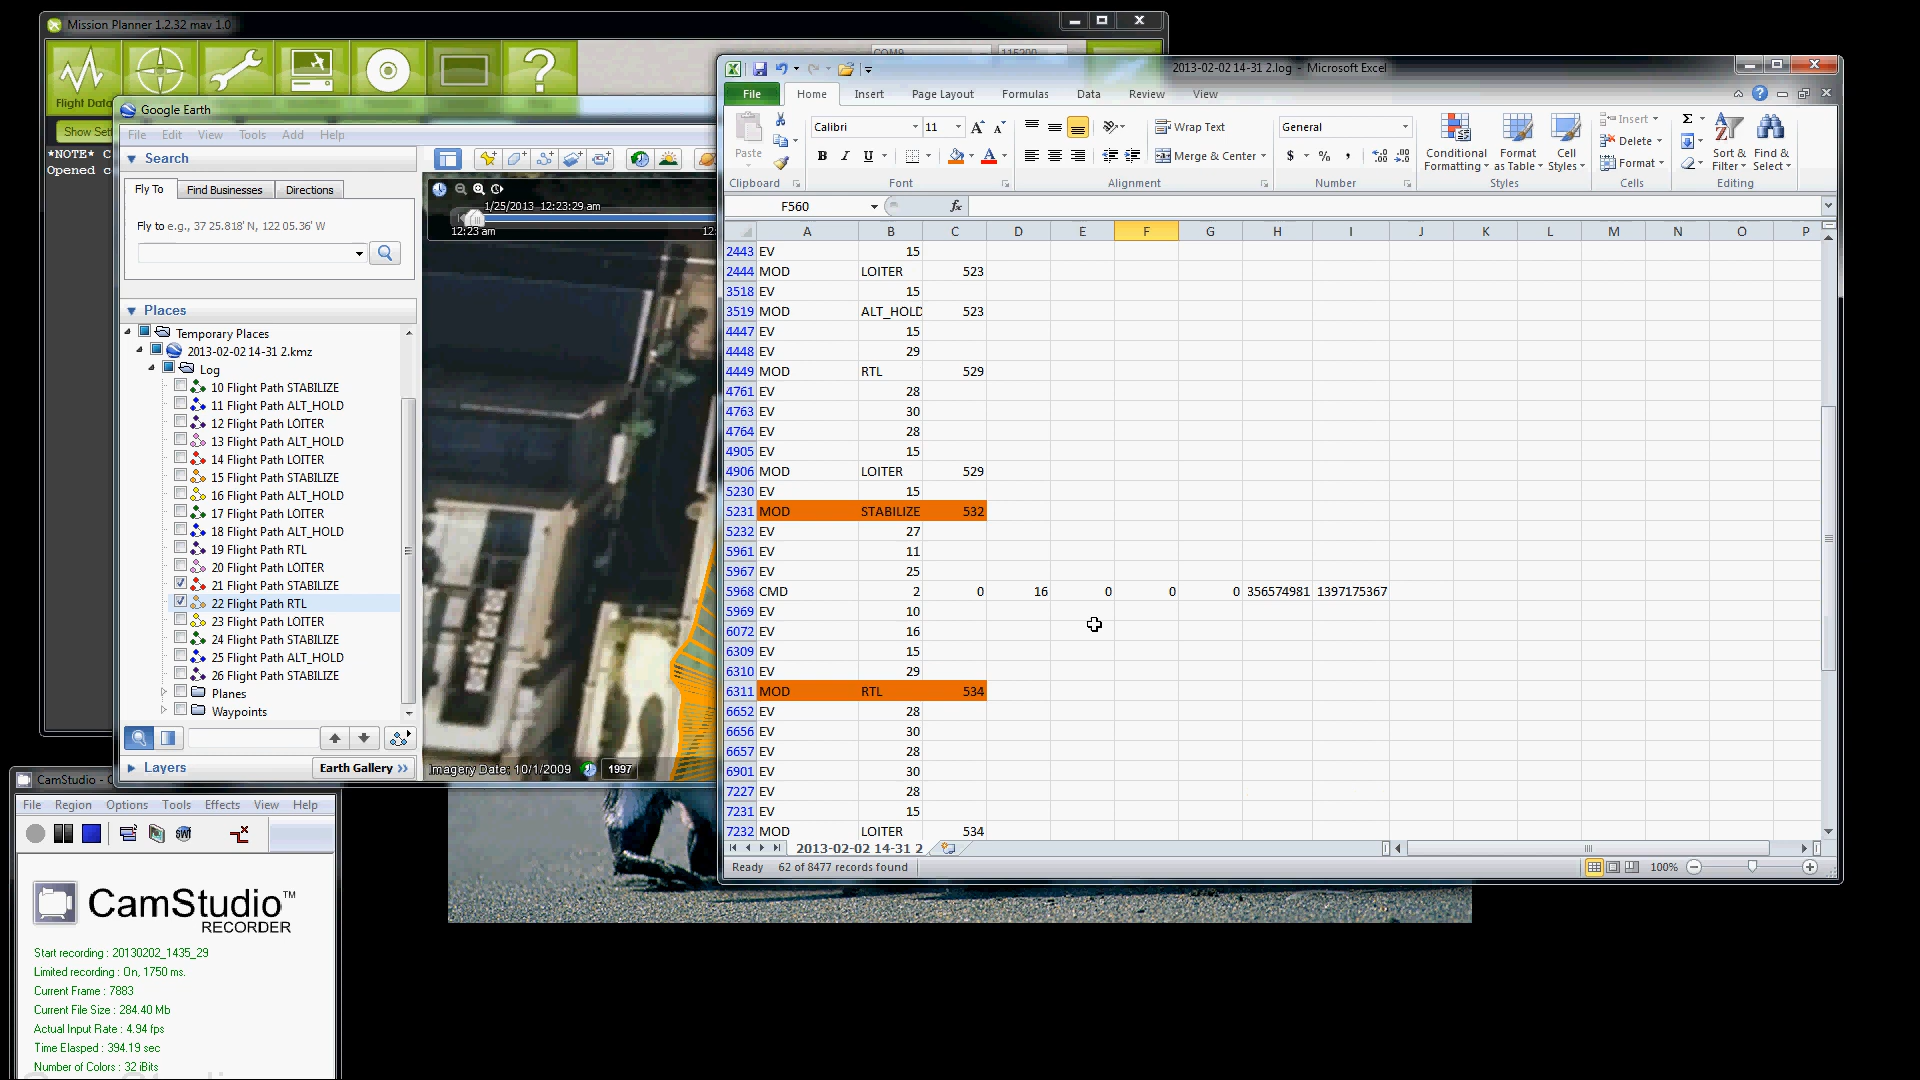 Mission Planner 1.2.32 mav 1.0
Flight Data
COM9
115200
Show Set
*NOTE* C
Opened c
Google Earth
File Edit View Tools Add Help
Search
Fly To Find Businesses Directions
Fly to e.g., 37 25.818' N, 122 05.36' W
Places
Temporary Places
2013-02-02 14-31 2.kmz
Log
10 Flight Path STABILIZE
11 Flight Path ALT_HOLD
12 Flight Path LOITER
13 Flight Path ALT_HOLD
14 Flight Path LOITER
15 Flight Path STABILIZE
16 Flight Path ALT_HOLD
17 Flight Path LOITER
18 Flight Path ALT_HOLD
19 Flight Path RTL
20 Flight Path LOITER
21 Flight Path STABILIZE
22 Flight Path RTL
23 Flight Path LOITER
24 Flight Path STABILIZE
25 Flight Path ALT_HOLD
26 Flight Path STABILIZE
Planes
Waypoints
Layers
Earth Gallery »
1/25/2013 12:23:29 am
12:23 am
12:
Imagery Date: 10/1/2009
1997
2013-02-02 14-31 2.log - Microsoft Excel
File Home Insert Page Layout Formulas Data Review View
Paste
Calibri 11
Wrap Text
General
Merge & Center
Conditional Formatting
Format as Table
Cell Styles
Insert
Delete
Format
Sort & Filter
Find & Select
Clipboard Font Alignment Number Styles Cells Editing
F560
fx
A B C D E F G H I J K L M N O P
2443 EV 15
2444 MOD LOITER 523
3518 EV 15
3519 MOD ALT_HOLD 523
4447 EV 15
4448 EV 29
4449 MOD RTL 529
4761 EV 28
4763 EV 30
4764 EV 28
4905 EV 15
4906 MOD LOITER 529
5230 EV 15
5231 MOD STABILIZE 532
5232 EV 27
5961 EV 11
5967 EV 25
5968 CMD 2 0 16 0 0 0 356574981 1397175367
5969 EV 10
6072 EV 16
6309 EV 15
6310 EV 29
6311 MOD RTL 534
6652 EV 28
6656 EV 30
6657 EV 28
6901 EV 30
7227 EV 28
7231 EV 15
7232 MOD LOITER 534
2013-02-02 14-31 2
Ready 62 of 8477 records found
100%
CamStudio - C
File Region Options Tools Effects View Help
SWF
CamStudio™
RECORDER
Start recording : 20130202_1435_29
Limited recording : On, 1750 ms.
Current Frame : 7883
Current File Size : 284.40 Mb
Actual Input Rate : 4.94 fps
Time Elasped : 394.19 sec
Number of Colors : 32 iBits